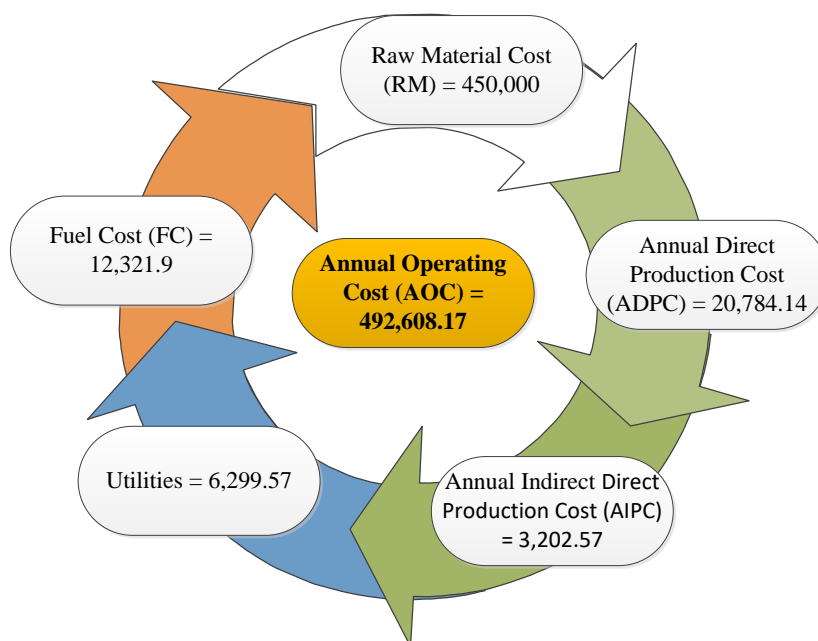 Raw Material Cost
(RM) = 450,000
Fuel Cost (FC) =
12,321.9
Annual Operating
Cost (AOC) =
492,608.17
Annual Direct
Production Cost
(ADPC) = 20,784.14
Utilities = 6,299.57
Annual Indirect Direct
Production Cost (AIPC)
= 3,202.57